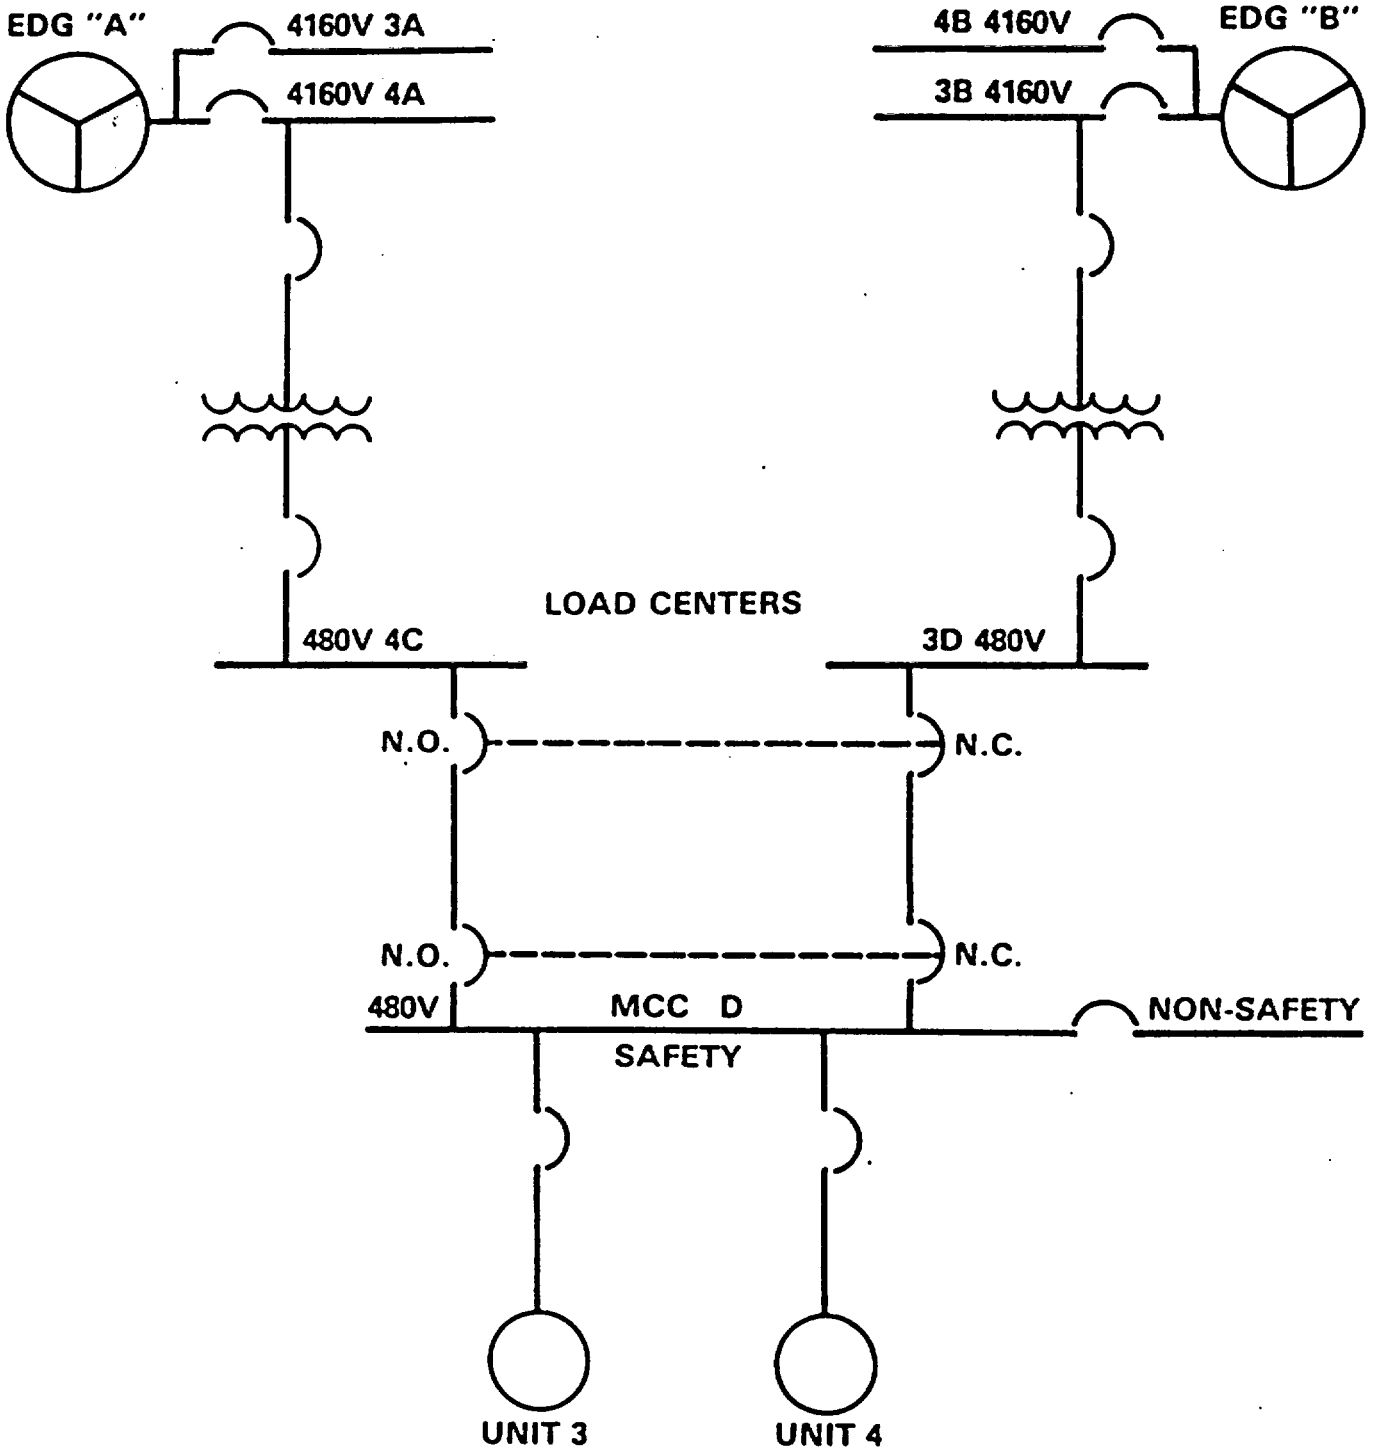 EDG "A"
4160V 3A
4B 4160V
EDG "B"
4160V 4A
3B 4160V
LOAD CENTERS
480V 4C
3D 480V
N.O.
N.C.
N.O.
N.C.
480V
MCC D
NON-SAFETY
SAFETY
UNIT 3
UNIT 4